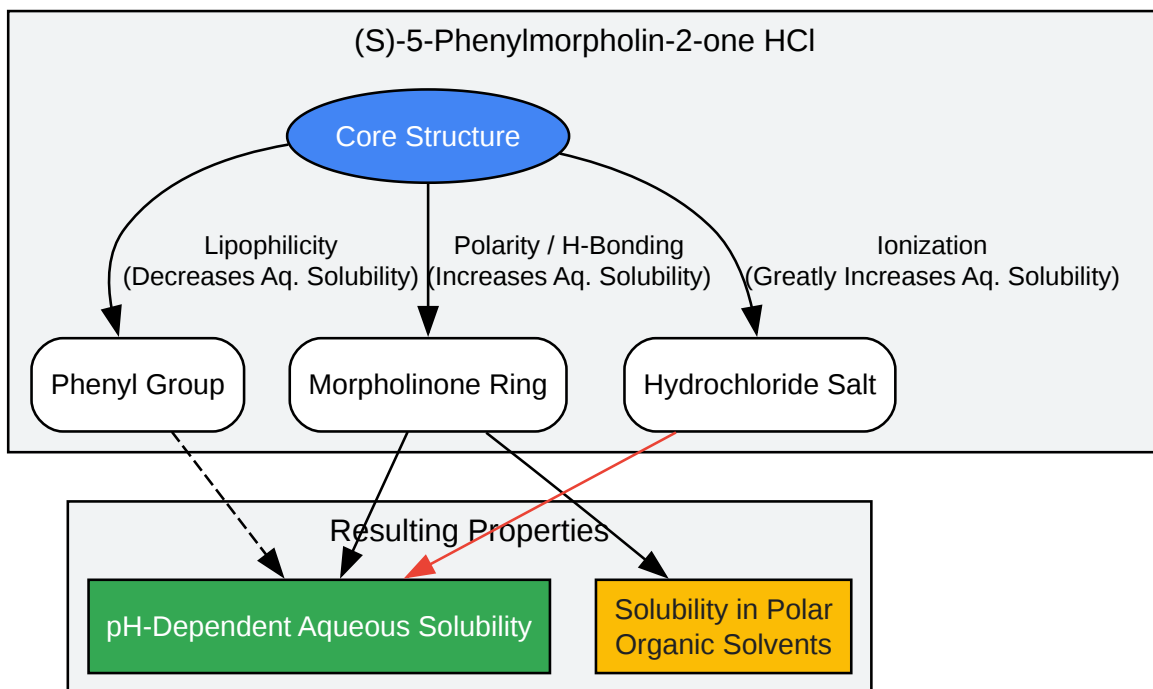 (S)-5-Phenylmorpholin-2-one HCl
Core Structure
Lipophilicity
(Decreases Aq. Solubility)
Polarity / H-Bonding
(Increases Aq. Solubility)
Ionization
(Greatly Increases Aq. Solubility)
Phenyl Group
Morpholinone Ring
Hydrochloride Salt
Resulting Properties
pH-Dependent Aqueous Solubility
Solubility in Polar
Organic Solvents